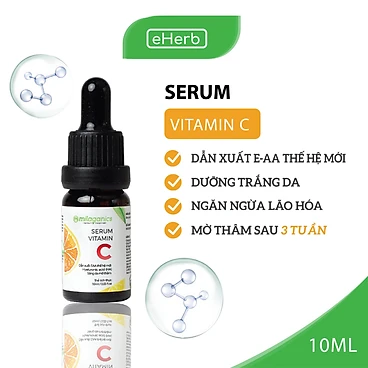 eHerb
SERUM
VITAMIN C
DẪN XUẤT E-AA THẾ HỆ MỚI
DƯỠNG TRẮNG DA
NGĂN NGỪA LÃO HÓA
MỜ THÂM SAU 3 TUẦN
milaganics
SERUM
VITAMIN
C
10ML